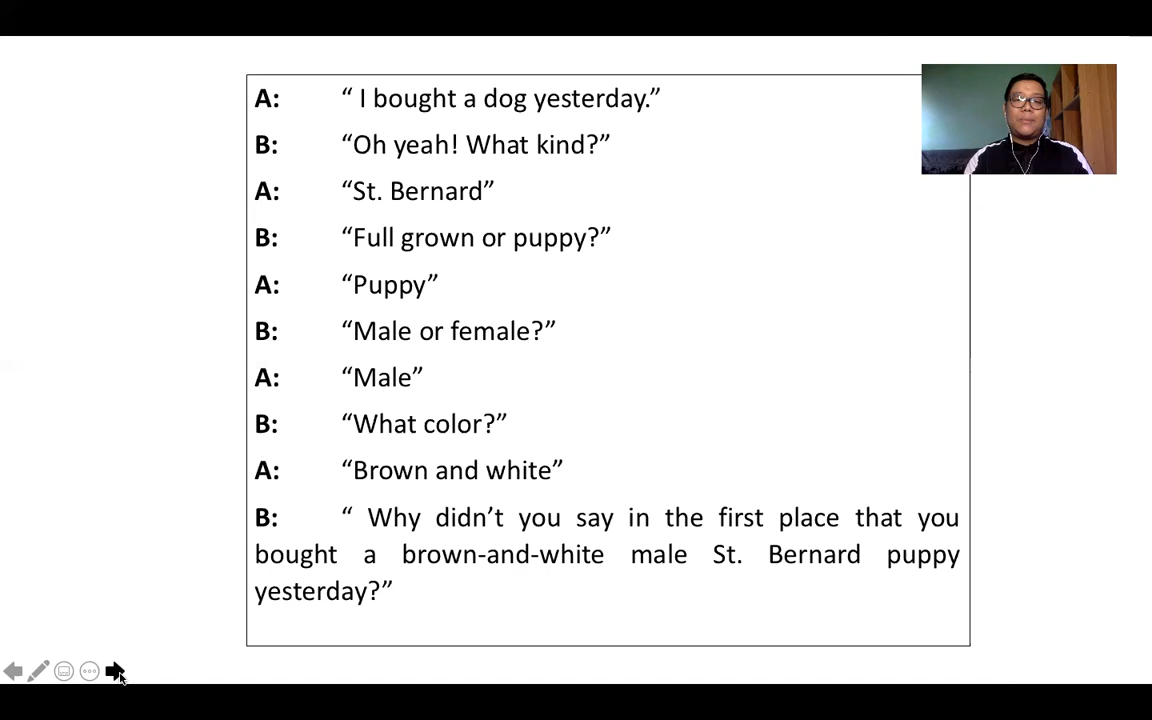 A: “ I bought a dog yesterday.”
B: “Oh yeah! What kind?”
A: “St. Bernard”
B: “Full grown or puppy?”
A: “Puppy”
B: “Male or female?”
A: “Male”
B: “What color?”
A: “Brown and white”
B: “ Why didn’t you say in the first place that you
bought a brown-and-white male St. Bernard puppy
yesterday?”